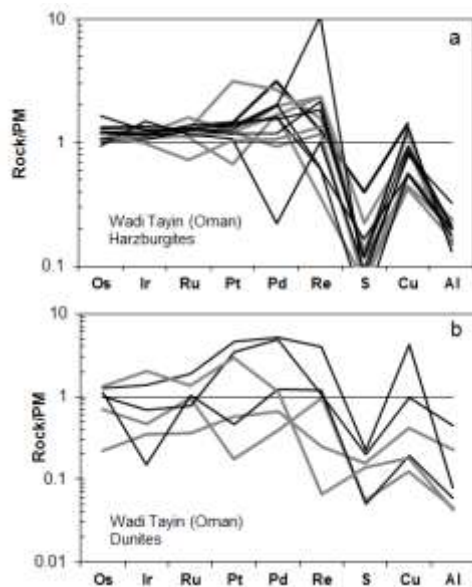 10
a
Rock/PM
1
Wadi Tayin (Oman)
Harzburgites
0.1
Os Ir Ru Pt Pd Re S Cu Al
10
b
Rock/PM
1
0.1
Wadi Tayin (Oman)
Dunites
0.01
Os Ir Ru Pt Pd Re S Cu Al